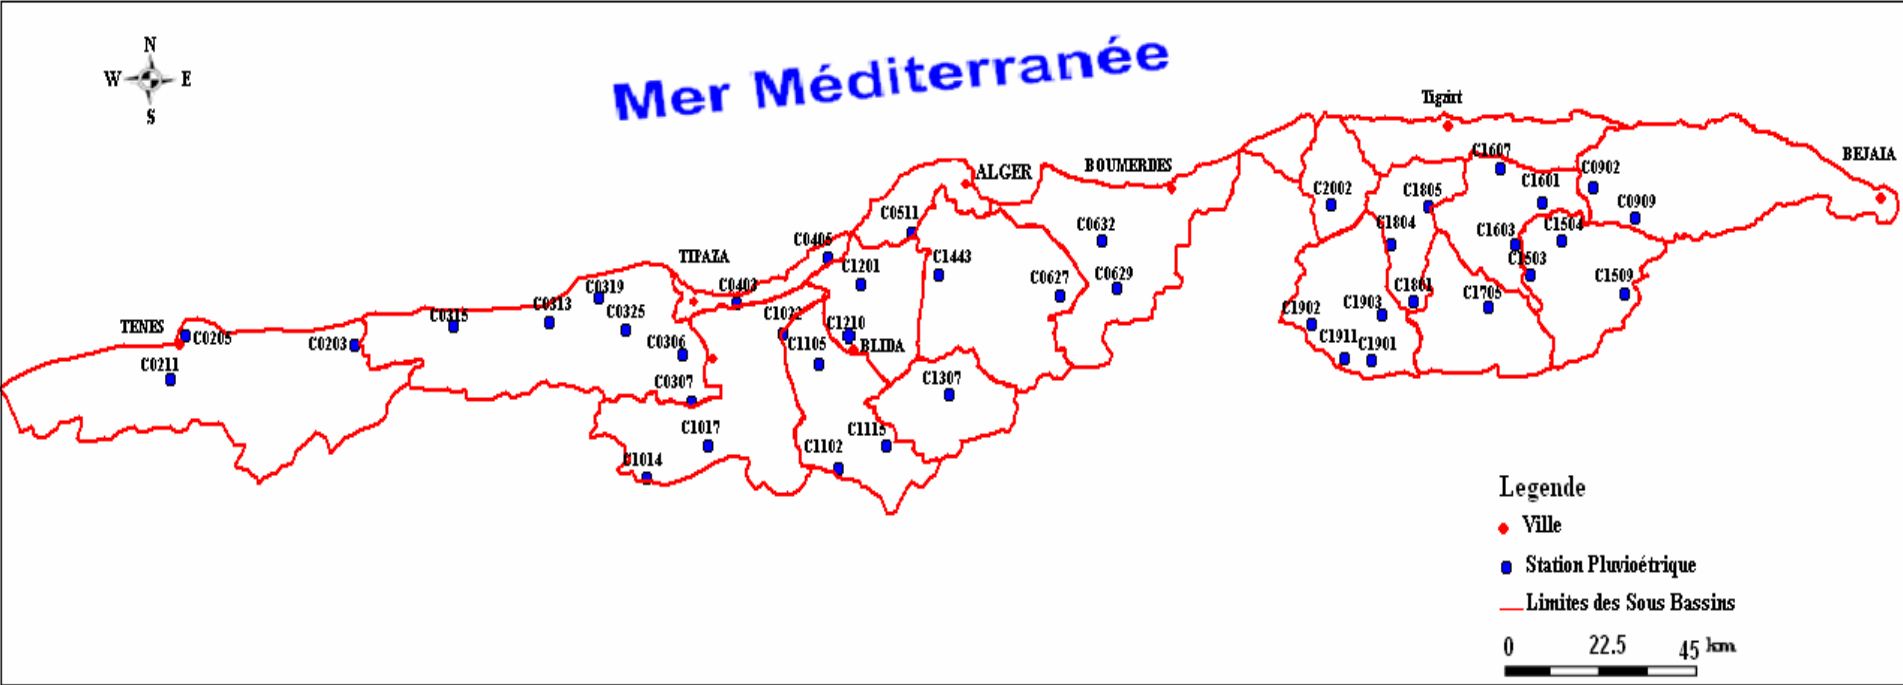 N
W E
S
Mer Méditerranée
Tigzirt
BEJAIA
ALGER
BOUMERDES
TIPAZA
TENES
BLIDA
C1607
C1601
C0902
C2002
C1805
C0909
C0511
C0632
C1804
C1603
C1504
C0405
C1201
C1443
C1503
C0627
C0629
C1509
C0403
C0319
C0313
C0325
C0315
C1022
C1210
C1801
C1705
C1902
C1903
C0205
C0203
C0306
C1105
C1911
C1901
C0211
C0307
C1307
C1017
C1115
C1102
C1014
Legende
Ville
Station Pluvioétrique
Limites des Sous Bassins
0 22.5 45 km